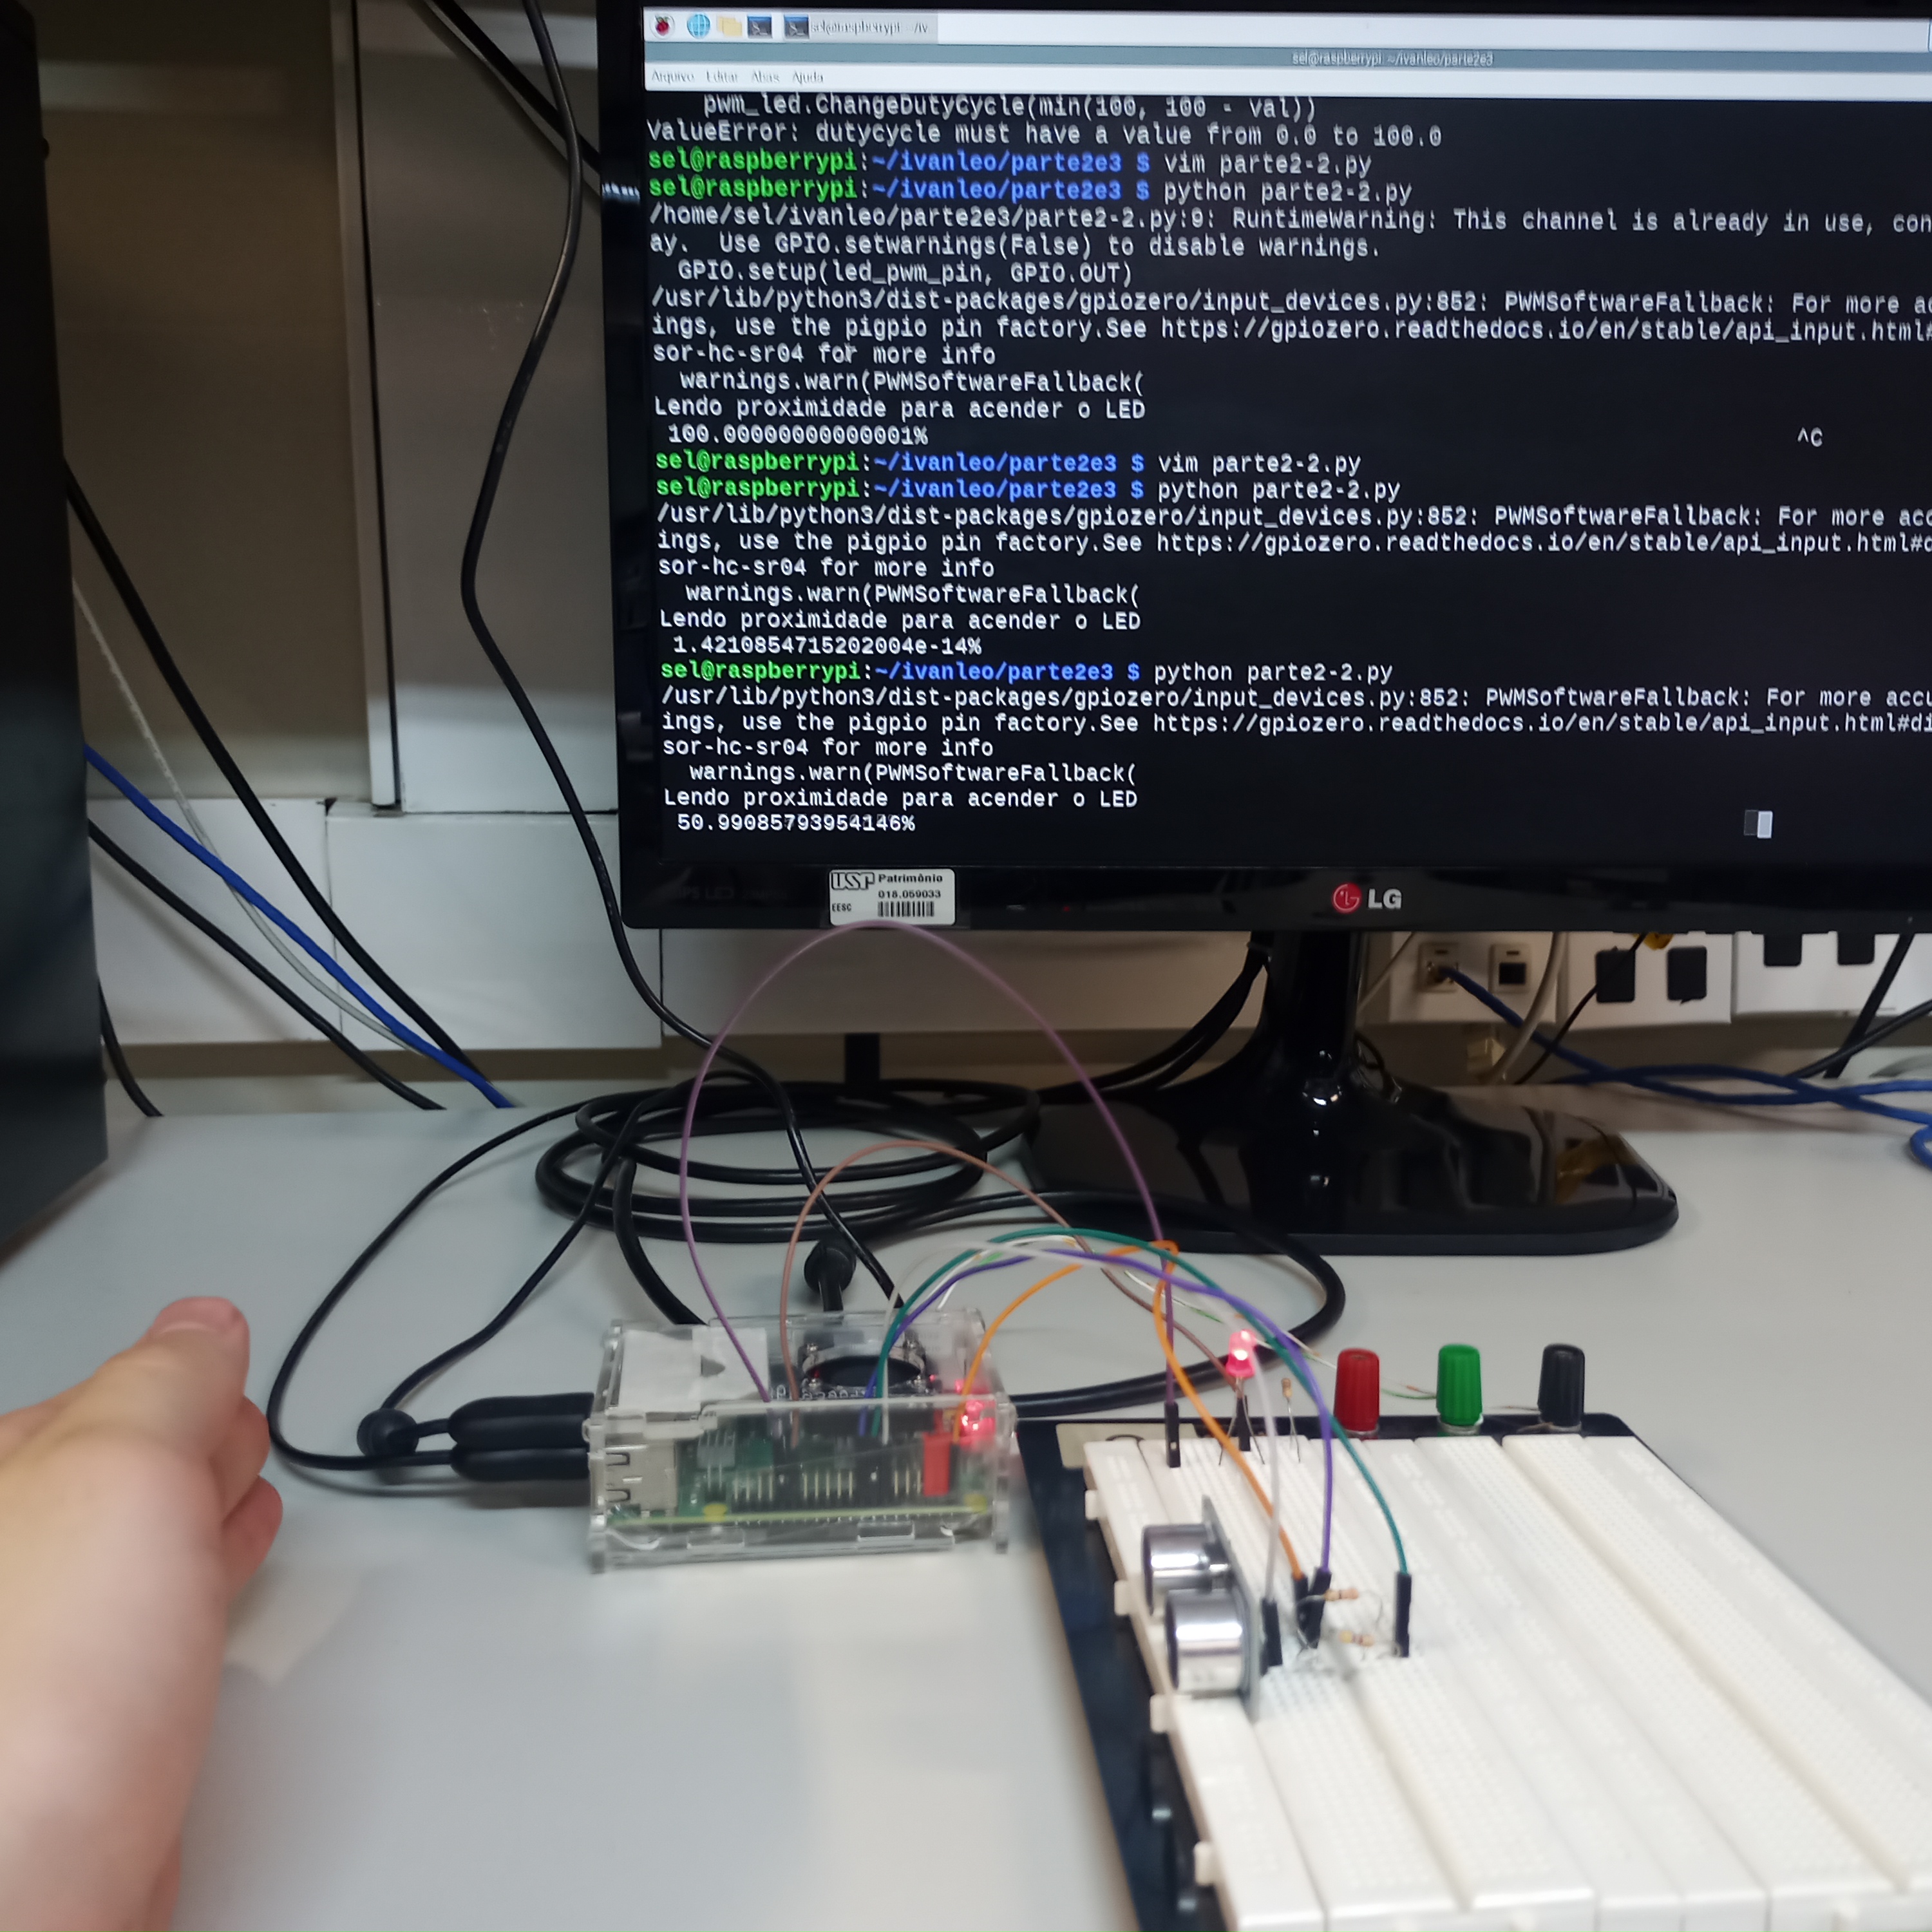 sel@raspberrypi: ~/iv
sel@raspberrypi: ~/ivanleo/parte2e3
Arquivo Editar Abas Ajuda
pwm_led.ChangeDutyCycle(min(100, 100 - val))
ValueError: dutycycle must have a value from 0.0 to 100.0
sel@raspberrypi:~/ivanleo/parte2e3 $ vim parte2-2.py
sel@raspberrypi:~/ivanleo/parte2e3 $ python parte2-2.py
/home/sel/ivanleo/parte2e3/parte2-2.py:9: RuntimeWarning: This channel is already in use, con
ay.  Use GPIO.setwarnings(False) to disable warnings.
GPIO.setup(led_pwm_pin, GPIO.OUT)
/usr/lib/python3/dist-packages/gpiozero/input_devices.py:852: PWMSoftwareFallback: For more a
ings, use the pigpio pin factory.See https://gpiozero.readthedocs.io/en/stable/api_input.html#
sor-hc-sr04 for more info
warnings.warn(PWMSoftwareFallback(
Lendo proximidade para acender o LED
100.00000000000001% ^C
sel@raspberrypi:~/ivanleo/parte2e3 $ vim parte2-2.py
sel@raspberrypi:~/ivanleo/parte2e3 $ python parte2-2.py
/usr/lib/python3/dist-packages/gpiozero/input_devices.py:852: PWMSoftwareFallback: For more acc
ings, use the pigpio pin factory.See https://gpiozero.readthedocs.io/en/stable/api_input.html#d
sor-hc-sr04 for more info
warnings.warn(PWMSoftwareFallback(
Lendo proximidade para acender o LED
1.4210854715202004e-14%
sel@raspberrypi:~/ivanleo/parte2e3 $ python parte2-2.py
/usr/lib/python3/dist-packages/gpiozero/input_devices.py:852: PWMSoftwareFallback: For more accu
ings, use the pigpio pin factory.See https://gpiozero.readthedocs.io/en/stable/api_input.html#di
sor-hc-sr04 for more info
warnings.warn(PWMSoftwareFallback(
Lendo proximidade para acender o LED
50.99085793954146%
USP Patrimônio
018.059033
EESC
LG